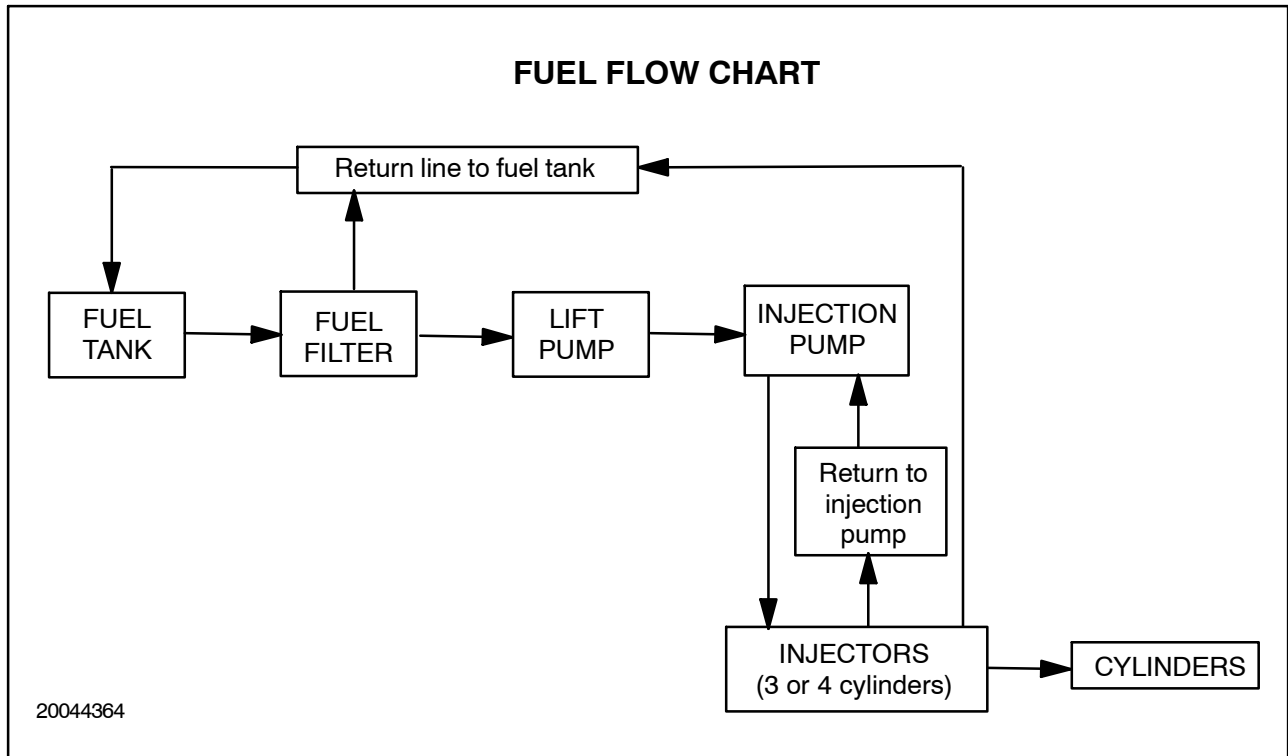 FUEL FLOW CHART
Return line to fuel tank
FUEL
TANK
FUEL
FILTER
LIFT
PUMP
INJECTION
PUMP
Return to
injection
pump
INJECTORS
(3 or 4 cylinders)
CYLINDERS
20044364